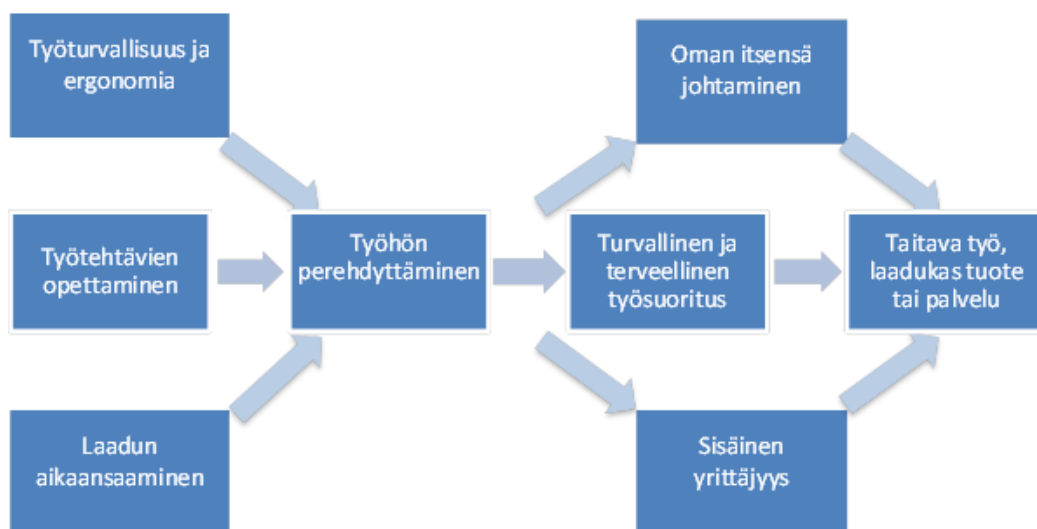 Työturvallisuus ja
ergonomia
Työtehtävien
opettaminen
Laadun
aikaansaaminen
Työhön
perehdyttäminen
Oman itsensä
johtaminen
Turvallinen ja
terveellinen
työsuoritus
Sisäinen
yrittäjyys
Taitava työ,
laadukas tuote
tai palvelu